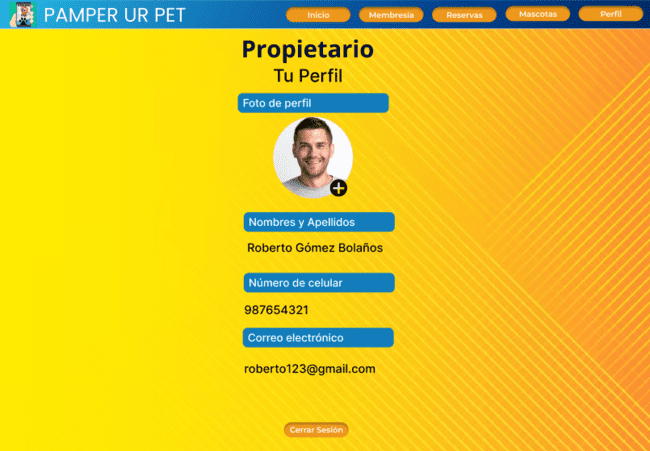 PAMPER UR PET
Inicio
Membresía
Reservas
Mascotas
Perfil
Propietario
Tu Perfil
Foto de perfil
Nombres y Apellidos
Roberto Gómez Bolaños
Número de celular
987654321
Correo electrónico
roberto123@gmail.com
Cerrar Sesión